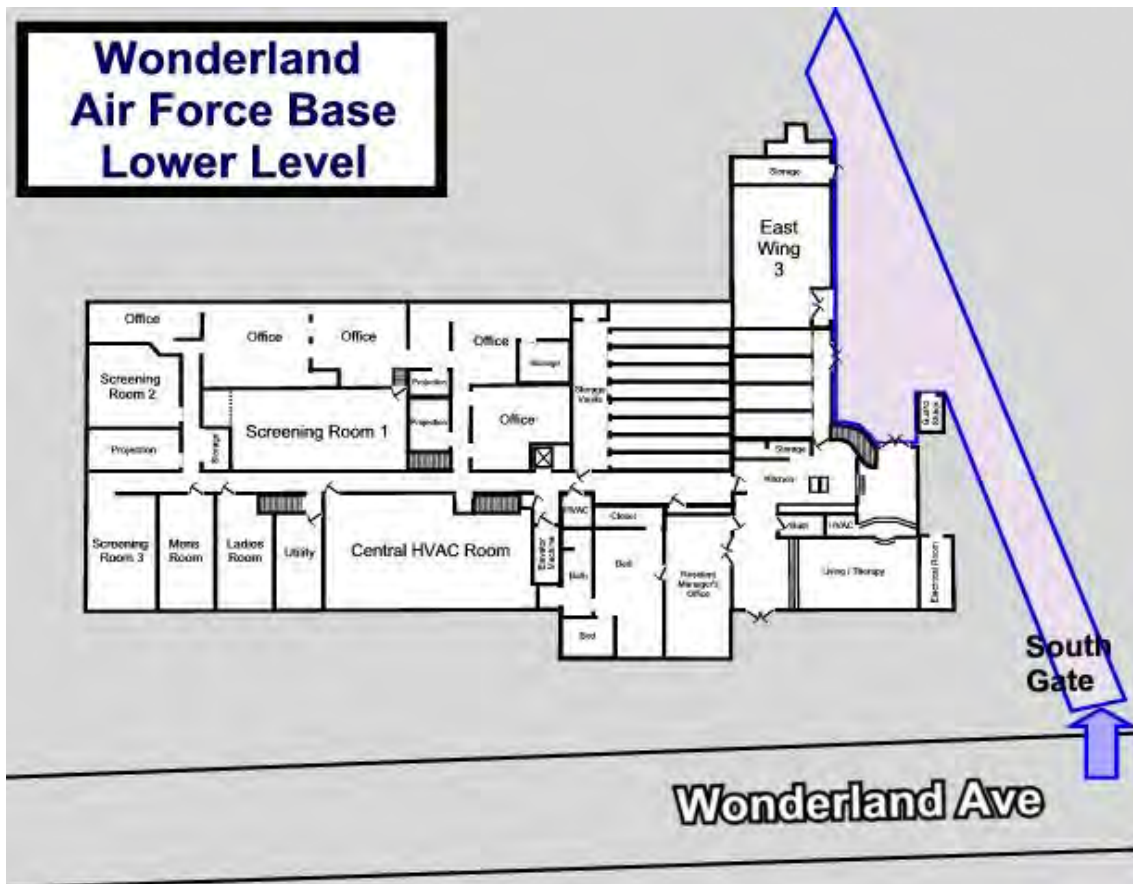 Wonderland
Air Force Base
Lower Level
Storage
East
Wing
3
Office
Office
Office
Office
Storage
Screening
Room 2
Projection
Storage
Vaults
Guard
Shack
Screening Room 1
Projection
Office
Projection
Storage
Storage
Kitchen
HVAC
Closet
HVAC
Screening
Room 3
Mens
Room
Ladies
Room
Utility
Central HVAC Room
Elevator
Machine
Bath
Bed
Resident
Manager's
Office
Living / Therapy
Electrical Room
Bed
South
Gate
Wonderland Ave